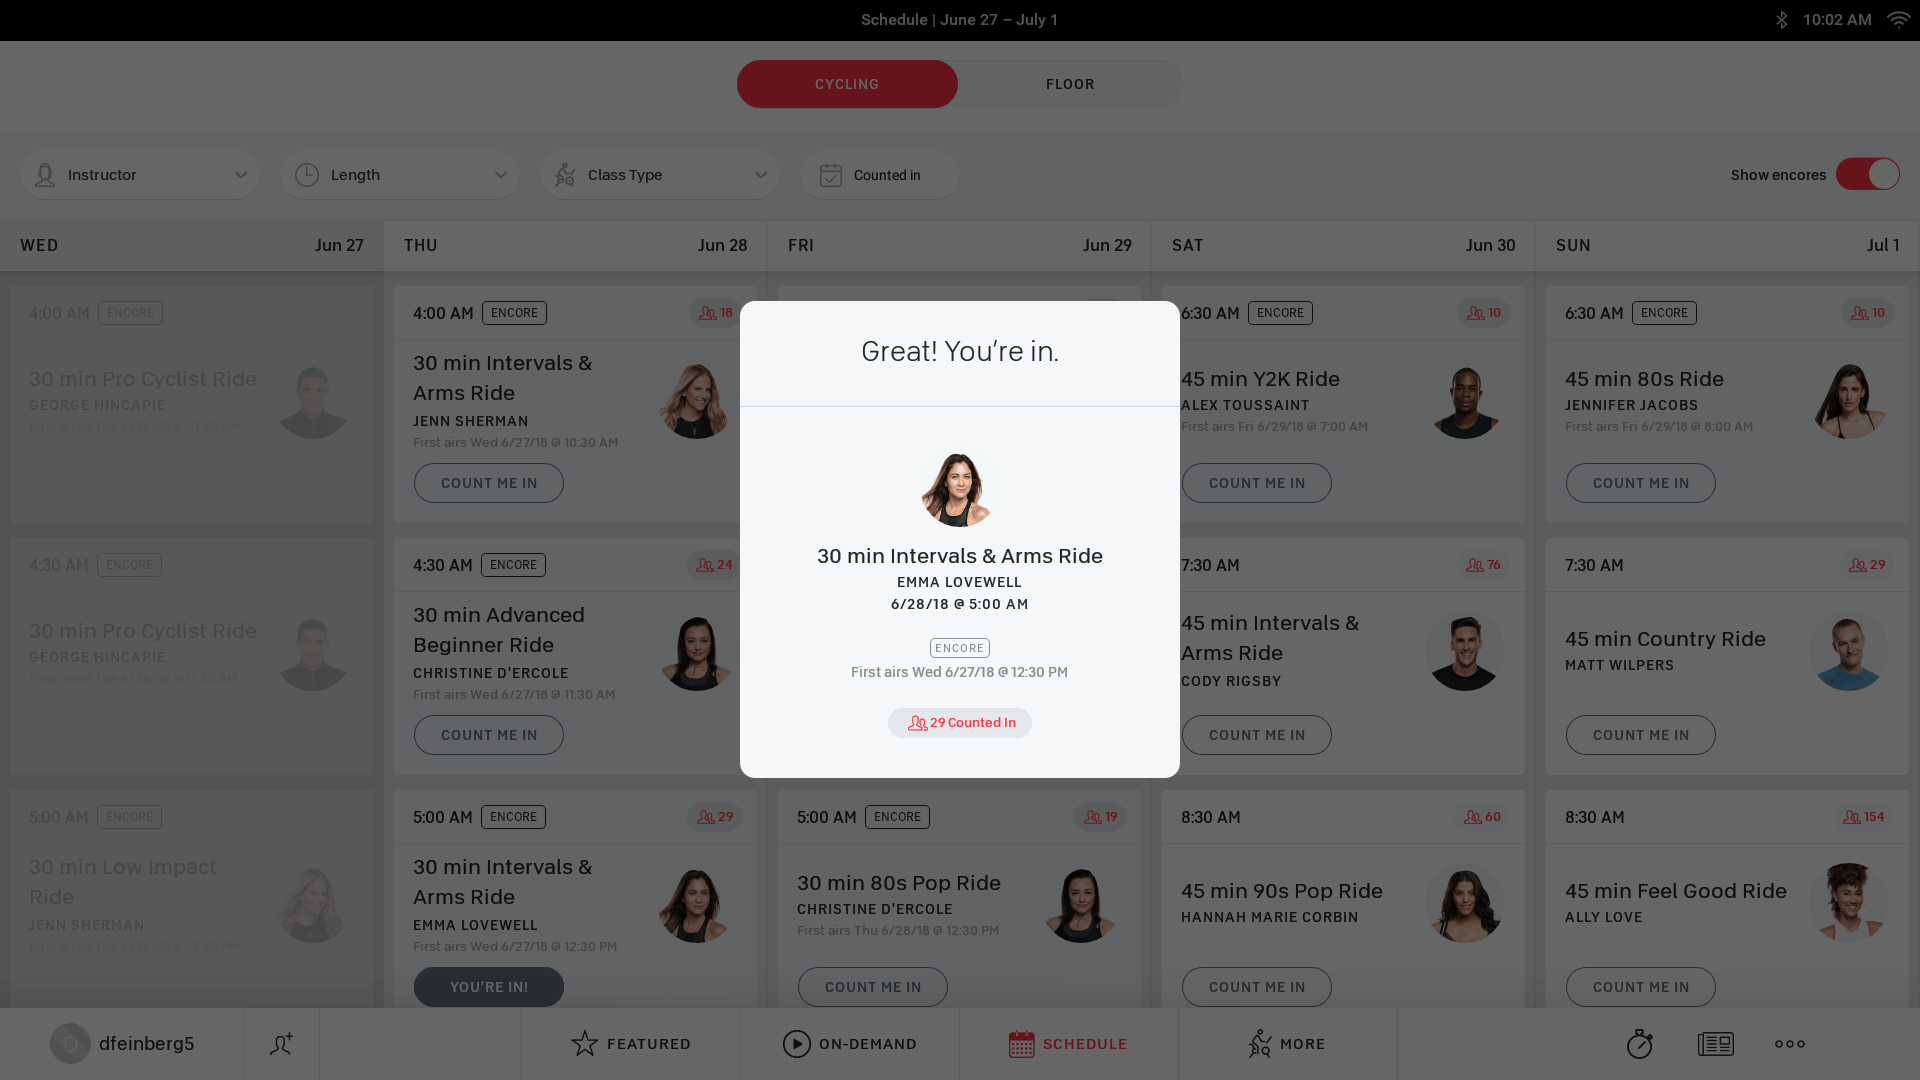 Schedule | June 27 – July 1
10:02 AM
CYCLING
FLOOR
Instructor
Length
Class Type
Counted in
Show encores
WED Jun 27
THU Jun 28
FRI Jun 29
SAT Jun 30
SUN Jul 1
4:00 AM ENCORE
30 min Pro Cyclist Ride
GEORGE HINCAPIE
First aired Tue 6/26/18 @ 10:30 AM
4:30 AM ENCORE
30 min Pro Cyclist Ride
GEORGE HINCAPIE
First aired Tue 6/26/18 @ 11:30 AM
5:00 AM ENCORE
30 min Low Impact
Ride
JENN SHERMAN
First aired Tue 6/26/18 @ 12:30 PM
4:00 AM ENCORE 18
30 min Intervals &
Arms Ride
JENN SHERMAN
First airs Wed 6/27/18 @ 10:30 AM
COUNT ME IN
4:30 AM ENCORE 24
30 min Advanced
Beginner Ride
CHRISTINE D'ERCOLE
First airs Wed 6/27/18 @ 11:30 AM
COUNT ME IN
5:00 AM ENCORE 29
30 min Intervals &
Arms Ride
EMMA LOVEWELL
First airs Wed 6/27/18 @ 12:30 PM
YOU’RE IN!
Great! You’re in.
30 min Intervals & Arms Ride
EMMA LOVEWELL
6/28/18 @ 5:00 AM
ENCORE
First airs Wed 6/27/18 @ 12:30 PM
29 Counted In
5:00 AM ENCORE 19
30 min 80s Pop Ride
CHRISTINE D'ERCOLE
First airs Thu 6/28/18 @ 12:30 PM
COUNT ME IN
6:30 AM ENCORE 10
45 min Y2K Ride
ALEX TOUSSAINT
First airs Fri 6/29/18 @ 7:00 AM
COUNT ME IN
7:30 AM 76
45 min Intervals &
Arms Ride
CODY RIGSBY
COUNT ME IN
8:30 AM 60
45 min 90s Pop Ride
HANNAH MARIE CORBIN
COUNT ME IN
6:30 AM ENCORE 10
45 min 80s Ride
JENNIFER JACOBS
First airs Fri 6/29/18 @ 8:00 AM
COUNT ME IN
7:30 AM 29
45 min Country Ride
MATT WILPERS
COUNT ME IN
8:30 AM 154
45 min Feel Good Ride
ALLY LOVE
COUNT ME IN
D dfeinberg5
FEATURED
ON-DEMAND
SCHEDULE
MORE